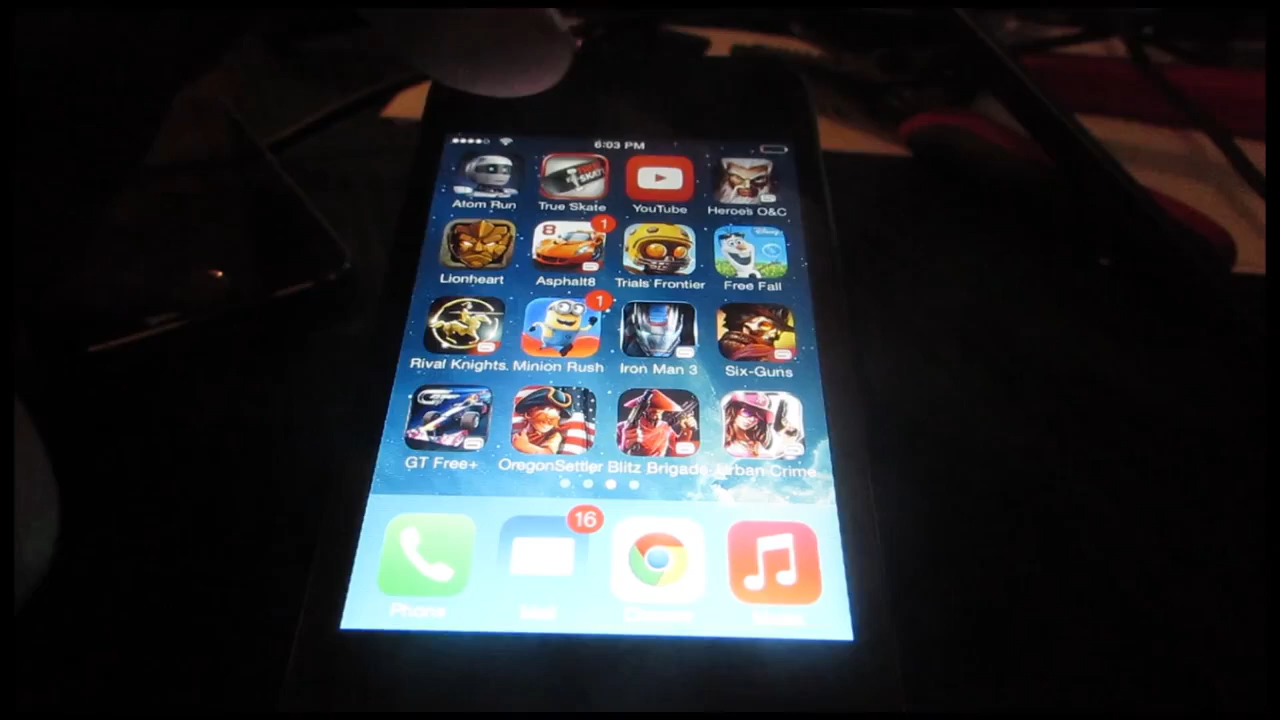 6:03 PM
Atom Run True Skate YouTube Heroes O&C
1
8
Lionheart Asphalt8 Trials Frontier Free Fall
1
Rival Knights. Minion Rush Iron Man 3 Six-Guns
GT Free+ OregonSettler Blitz Brigade Urban Crime
16
Phone